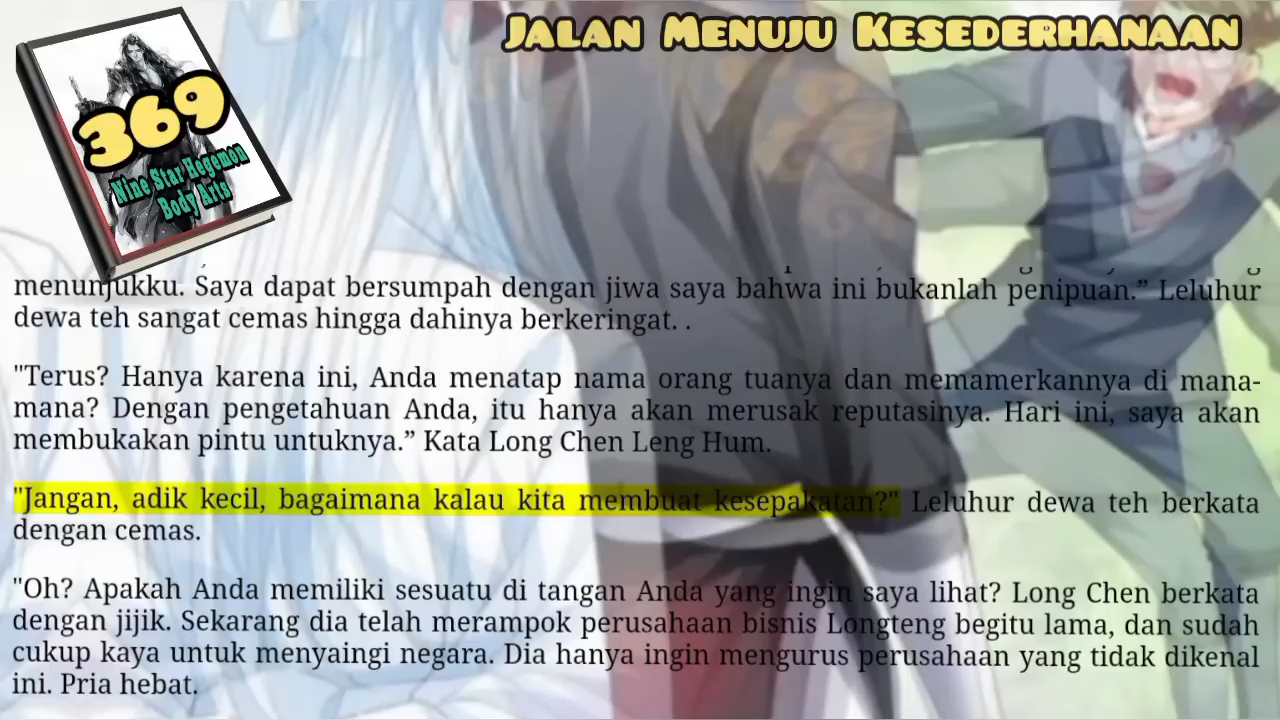 Jalan Menuju Kesederhanaan
369
Nine Star Hegemon
Body Arts
menunjukku. Saya dapat bersumpah dengan jiwa saya bahwa ini bukanlah penipuan.” Leluhur
dewa teh sangat cemas hingga dahinya berkeringat. .
"Terus? Hanya karena ini, Anda menatap nama orang tuanya dan memamerkannya di mana-
mana? Dengan pengetahuan Anda, itu hanya akan merusak reputasinya. Hari ini, saya akan
membukakan pintu untuknya.” Kata Long Chen Leng Hum.
"Jangan, adik kecil, bagaimana kalau kita membuat kesepakatan?" Leluhur dewa teh berkata
dengan cemas.
"Oh? Apakah Anda memiliki sesuatu di tangan Anda yang ingin saya lihat? Long Chen berkata
dengan jijik. Sekarang dia telah merampok perusahaan bisnis Longteng begitu lama, dan sudah
cukup kaya untuk menyaingi negara. Dia hanya ingin mengurus perusahaan yang tidak dikenal
ini. Pria hebat.